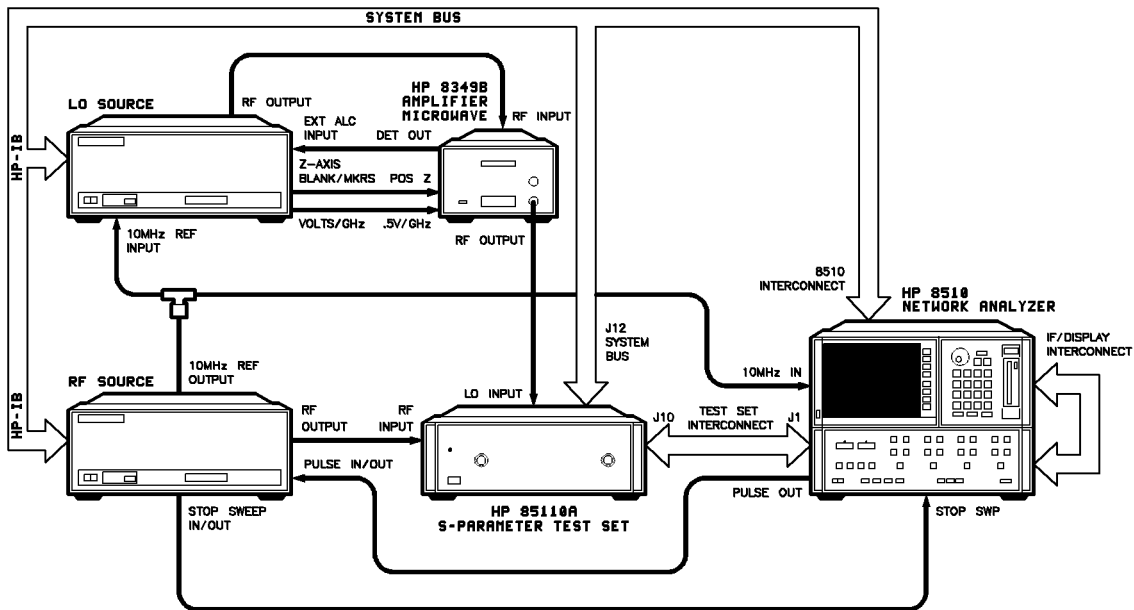 SYSTEM BUS
HP 8349B
AMPLIFIER
MICROWAVE
LO SOURCE
RF OUTPUT
RF INPUT
EXT ALC
INPUT
DET OUT
HP-IB
Z-AXIS
BLANK/MKRS
POS Z
VOLTS/GHz
.5V/GHz
10MHz REF
INPUT
RF OUTPUT
8510
INTERCONNECT
HP 8510
NETWORK ANALYZER
J12
SYSTEM
BUS
IF/DISPLAY
INTERCONNECT
10MHz REF
OUTPUT
10MHz IN
RF SOURCE
LO INPUT
HP-IB
RF
OUTPUT
RF
INPUT
J10
TEST SET
INTERCONNECT
J1
PULSE IN/OUT
PULSE OUT
STOP SWEEP
IN/OUT
HP 85110A
S-PARAMETER TEST SET
STOP SWP